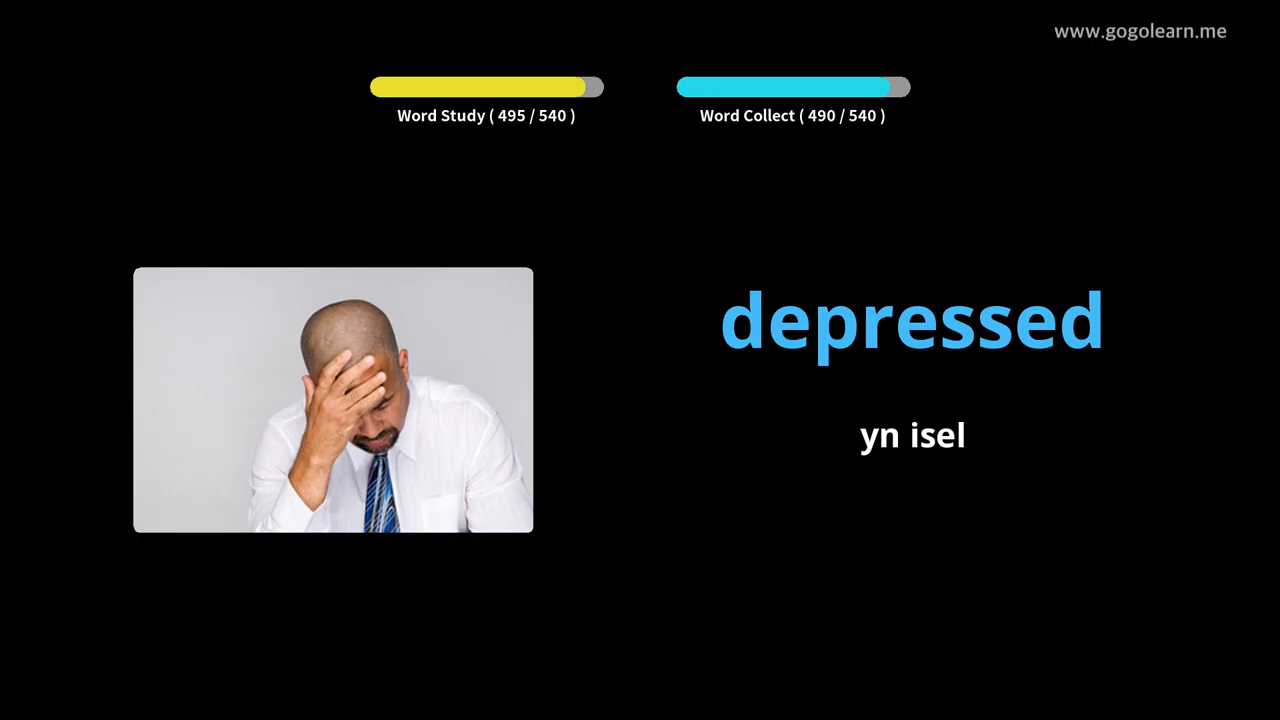 www.gogolearn.me
Word Study ( 495 / 540 )
Word Collect ( 490 / 540 )
depressed
yn isel